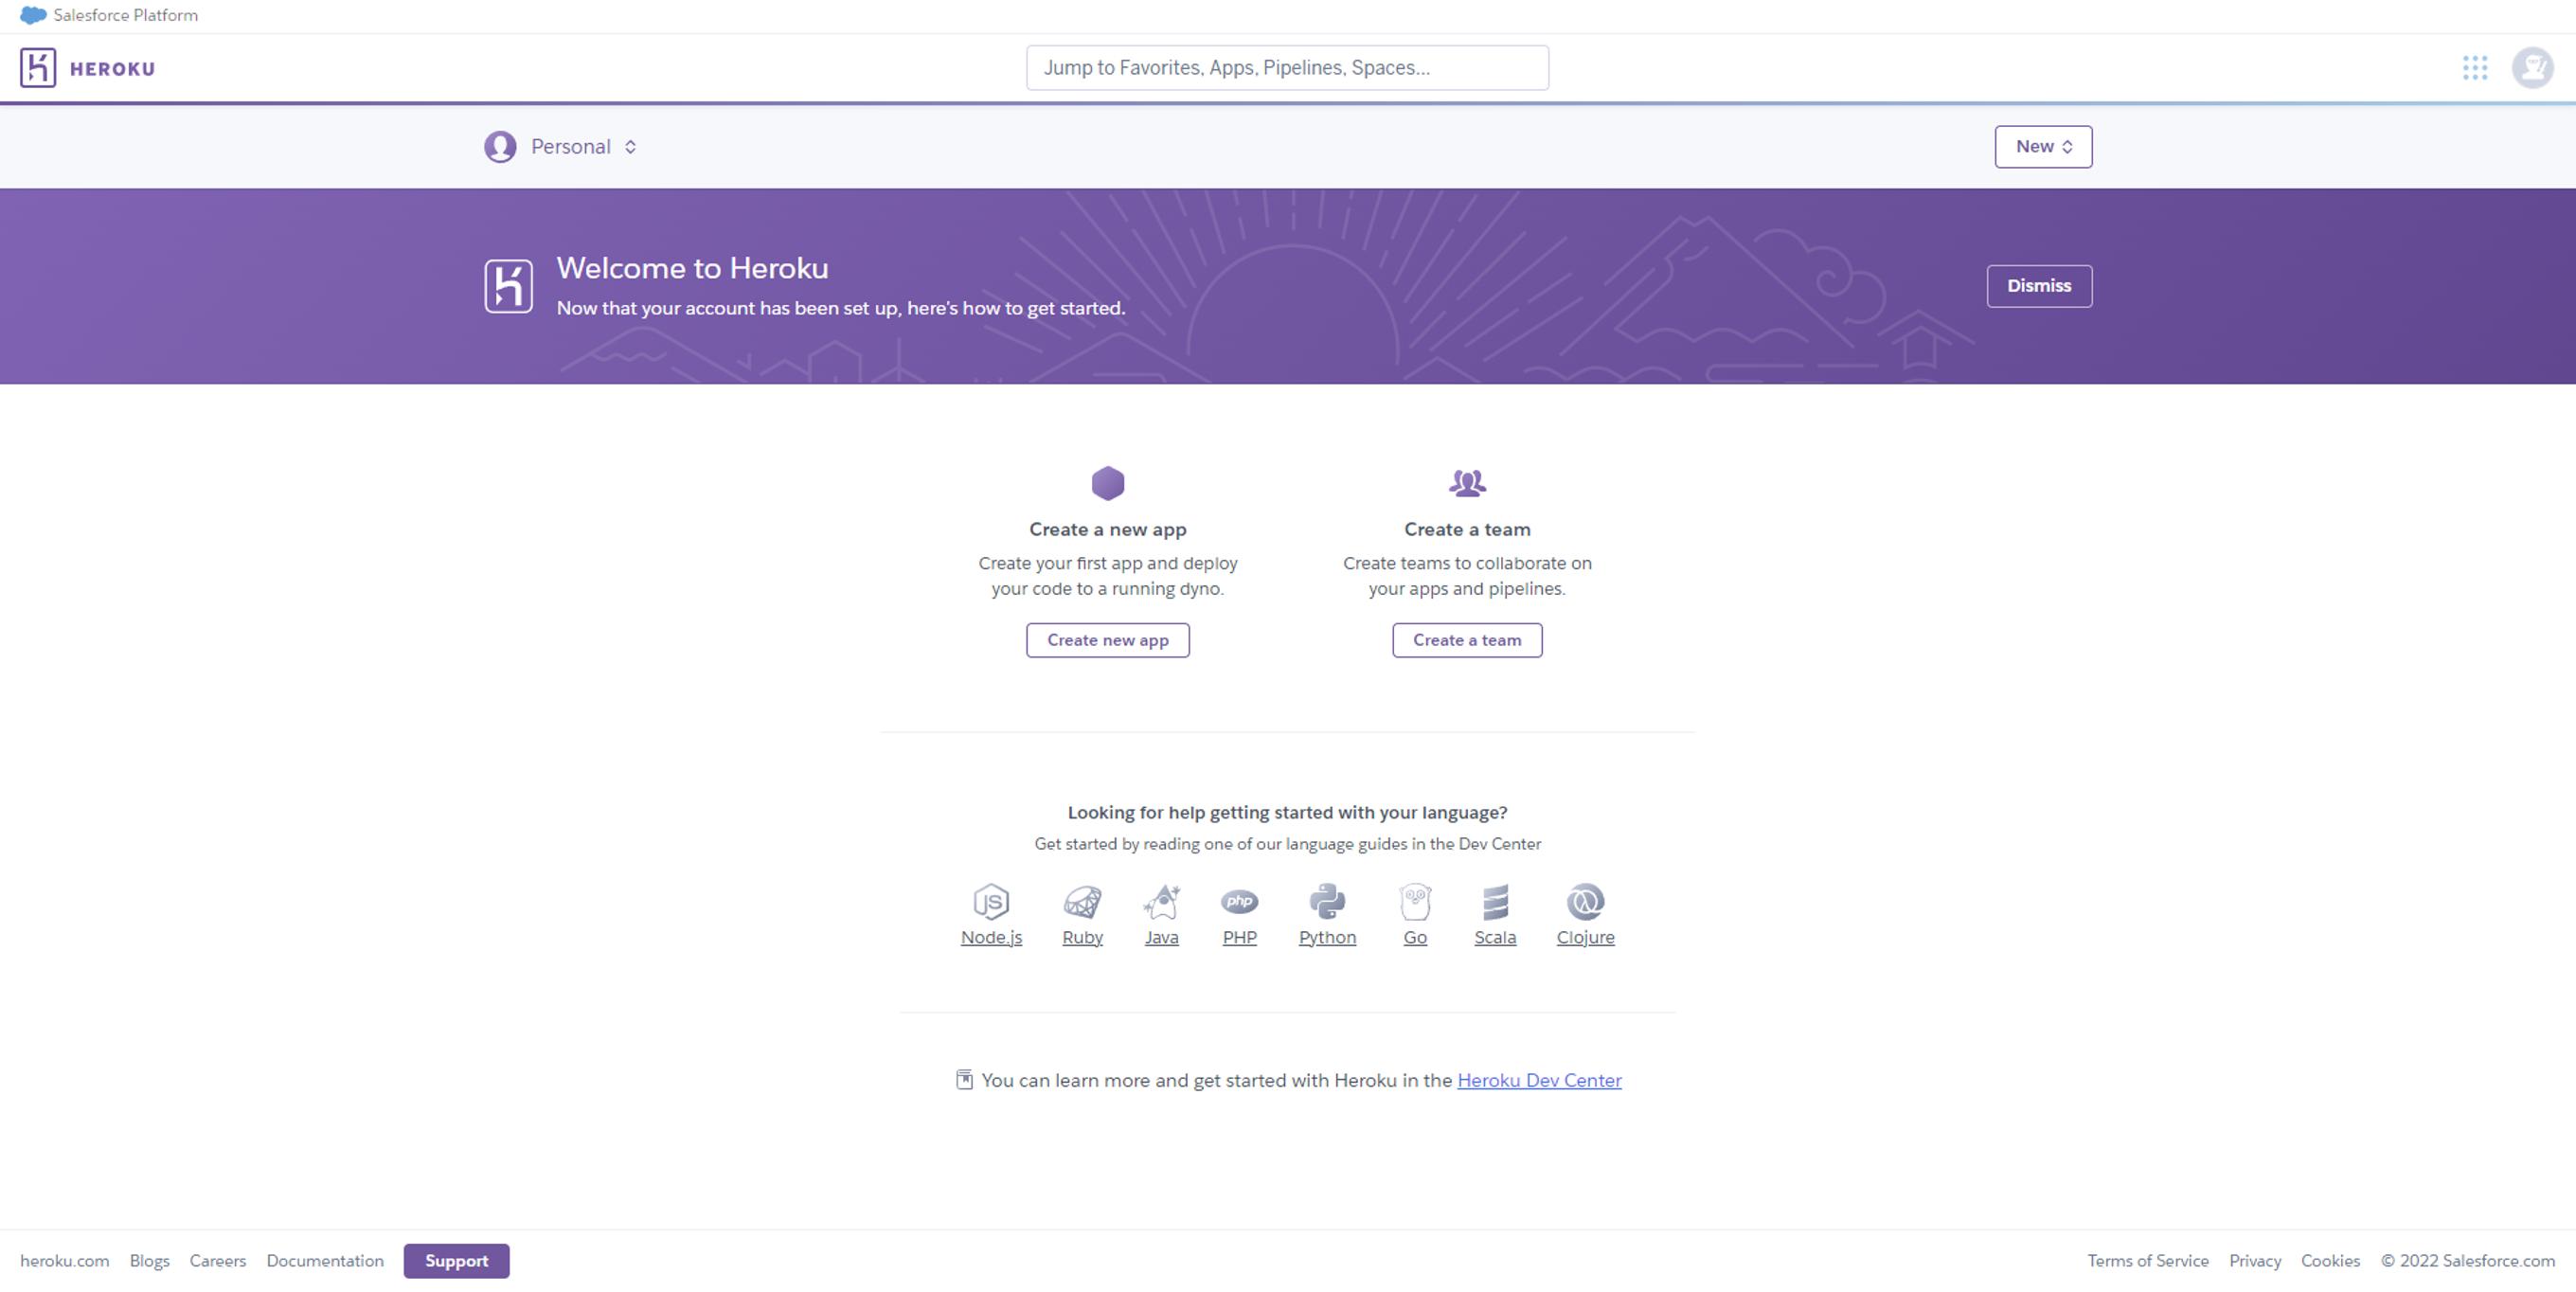 Salesforce Platform
HEROKU
Jump to Favorites, Apps, Pipelines, Spaces...
Personal
New
Welcome to Heroku
Now that your account has been set up, here's how to get started.
Dismiss
Create a new app
Create your first app and deploy
your code to a running dyno.
Create new app
Create a team
Create teams to collaborate on
your apps and pipelines.
Create a team
Looking for help getting started with your language?
Get started by reading one of our language guides in the Dev Center
JS
php
Node.js Ruby Java PHP Python Go Scala Clojure
You can learn more and get started with Heroku in the Heroku Dev Center
heroku.com Blogs Careers Documentation Support Terms of Service Privacy Cookies © 2022 Salesforce.com